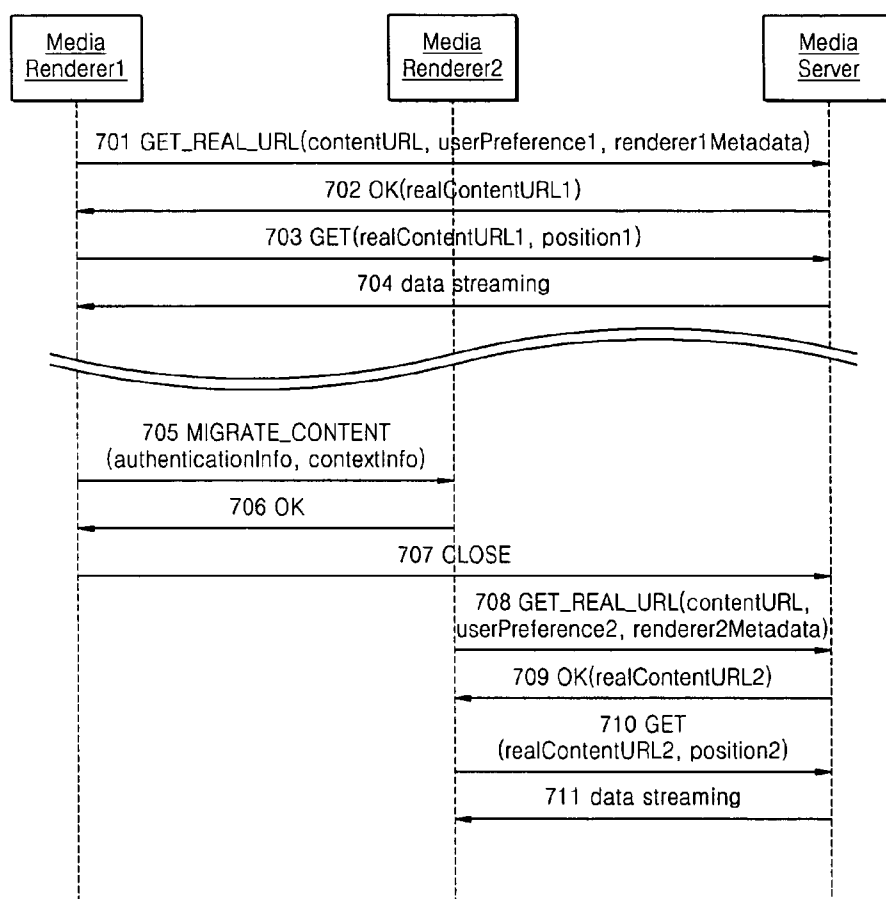 Media
Renderer1
Media
Renderer2
Media
Server
701 GET_REAL_URL(contentURL, userPreference1, renderer1Metadata)
702 OK(realContentURL1)
703 GET(realContentURL1, position1)
704 data streaming
705 MIGRATE_CONTENT
(authenticationInfo, contextInfo)
706 OK
707 CLOSE
708 GET_REAL_URL(contentURL,
userPreference2, renderer2Metadata)
709 OK(realContentURL2)
710 GET
(realContentURL2, position2)
711 data streaming